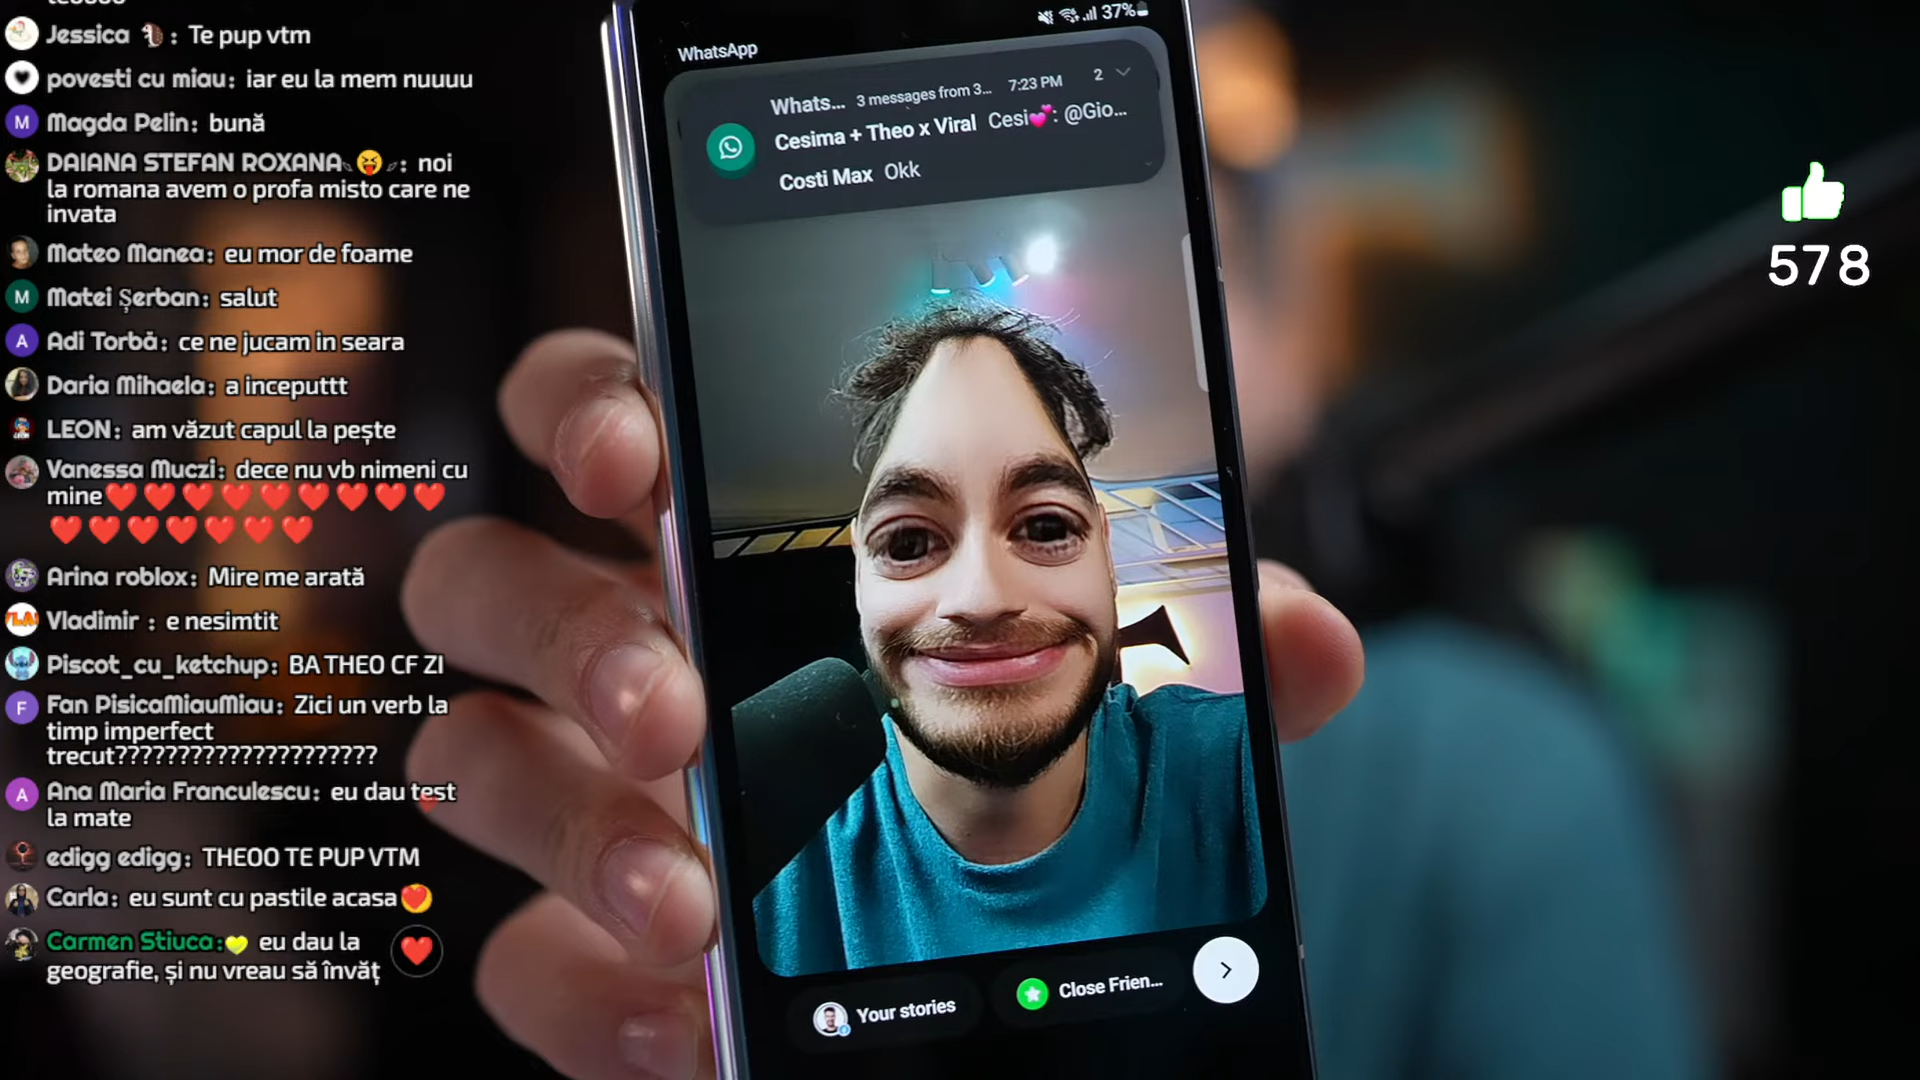 Jessica : Te pup vtm
povesti cu miau: iar eu la mem nuuuu
M Magda Pelin: bună
DAIANA STEFAN ROXANA 😝 : noi
la romana avem o profa misto care ne
invata
Mateo Manea: eu mor de foame
M Matei Șerban: salut
A Adi Torbă: ce ne jucam in seara
Daria Mihaela: a inceputtt
LEON: am văzut capul la pește
Vanessa Muczi: dece nu vb nimeni cu
mine❤️❤️❤️❤️❤️❤️❤️❤️❤️
❤️❤️❤️❤️❤️❤️❤️
Arina roblox: Mire me arată
Vladimir : e nesimtit
Piscot_cu_ketchup: BA THEO CF ZI
F Fan PisicaMiauMiau: Zici un verb la
timp imperfect
trecut????????????????????
A Ana Maria Franculescu: eu dau test
la mate
edigg edigg: THEOO TE PUP VTM
Carla: eu sunt cu pastile acasa
Carmen Stiuca:💛 eu dau la
geografie, și nu vreau să învăț
37%
WhatsApp
Whats... 3 messages from 3... 7:23 PM 2
Cesima + Theo x Viral Cesi💕: @Gio...
Costi Max Okk
Your stories
Close Frien...
578